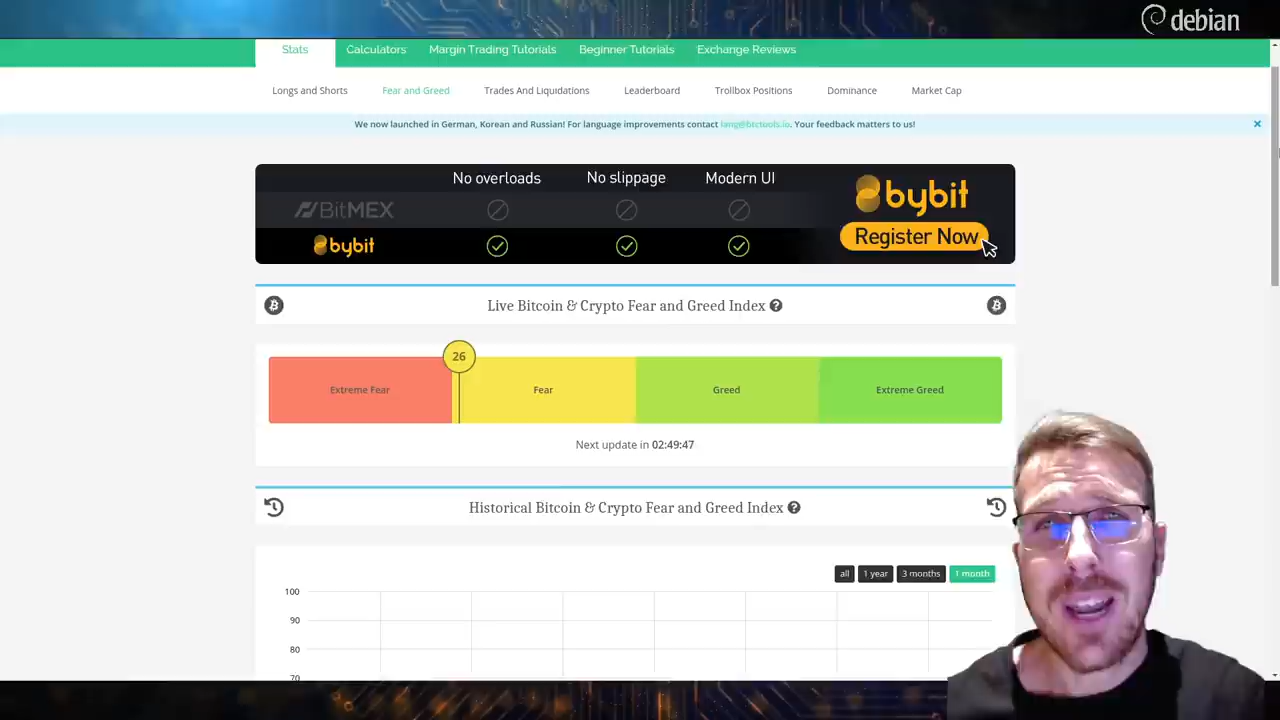 debian
Stats Calculators Margin Trading Tutorials Beginner Tutorials Exchange Reviews
Longs and Shorts Fear and Greed Trades And Liquidations Leaderboard Trollbox Positions Dominance Market Cap
We now launched in German, Korean and Russian! For language improvements contact lang@btctools.io. Your feedback matters to us!
No overloads No slippage Modern UI
BitMEX
bybit
bybit
Register Now
Live Bitcoin & Crypto Fear and Greed Index
26
Extreme Fear Fear Greed Extreme Greed
Next update in 02:49:47
Historical Bitcoin & Crypto Fear and Greed Index
all 1 year 3 months 1 month
100
90
80
70